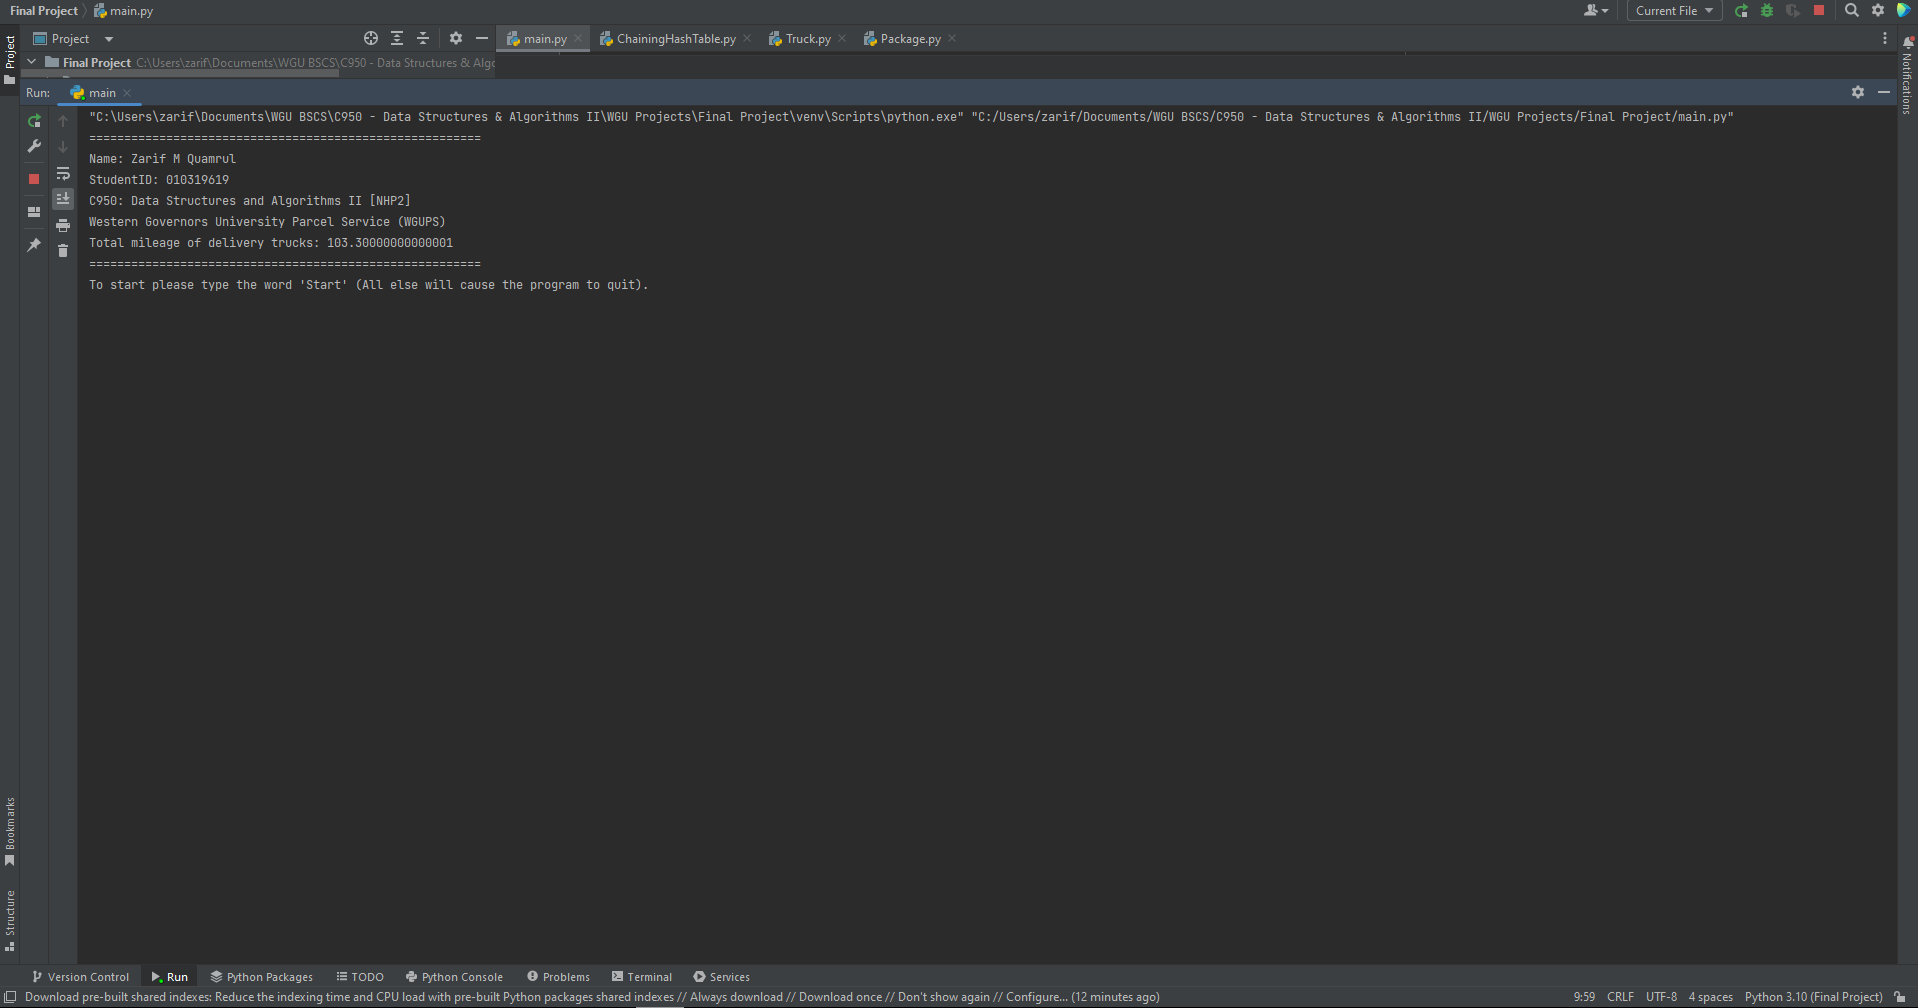 Final Project main.py
Current File
Project
Project
main.py
ChainingHashTable.py
Truck.py
Package.py
Final Project C:\Users\zarif\Documents\WGU BSCS\C950 - Data Structures & Algo
Notifications
Run: main
"C:\Users\zarif\Documents\WGU BSCS\C950 - Data Structures & Algorithms II\WGU Projects\Final Project\venv\Scripts\python.exe" "C:/Users/zarif/Documents/WGU BSCS/C950 - Data Structures & Algorithms II/WGU Projects/Final Project/main.py"
========================================================
Name: Zarif M Quamrul
StudentID: 010319619
C950: Data Structures and Algorithms II [NHP2]
Western Governors University Parcel Service (WGUPS)
Total mileage of delivery trucks: 103.30000000000001
========================================================
To start please type the word 'Start' (All else will cause the program to quit).
Bookmarks
Structure
Version Control Run Python Packages TODO Python Console Problems Terminal Services
Download pre-built shared indexes: Reduce the indexing time and CPU load with pre-built Python packages shared indexes // Always download // Download once // Don't show again // Configure... (12 minutes ago) 9:59 CRLF UTF-8 4 spaces Python 3.10 (Final Project)